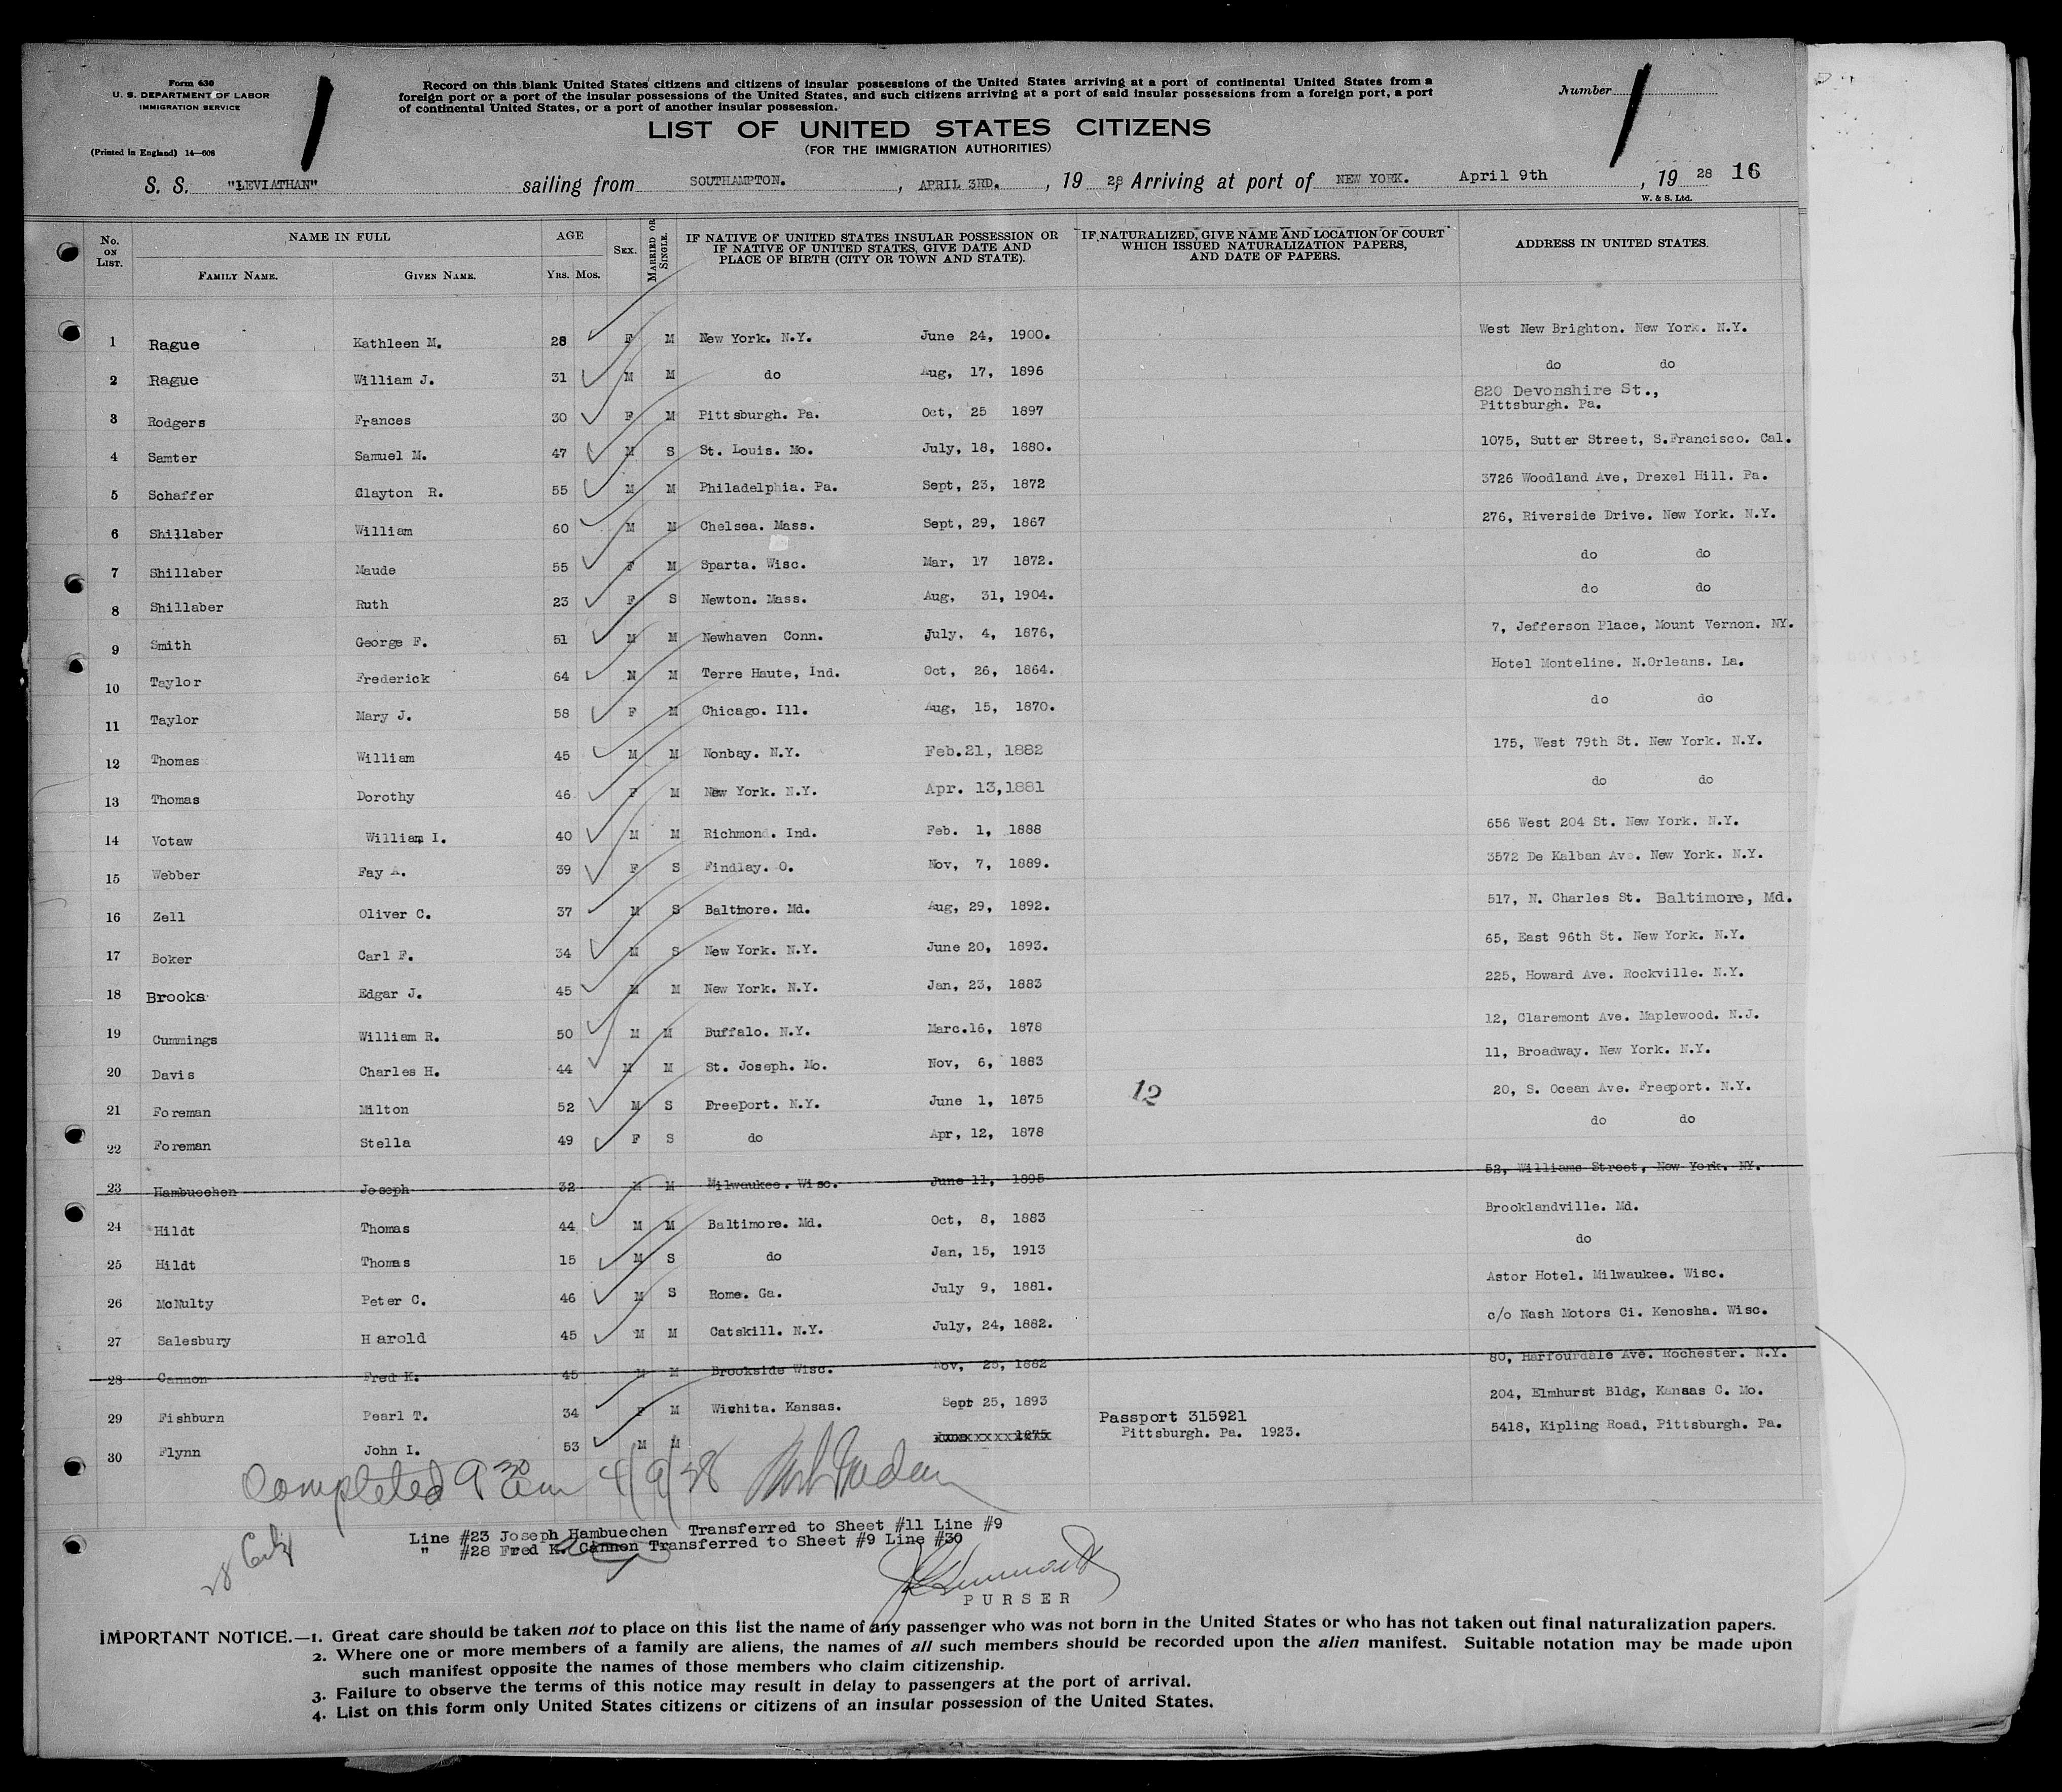 Form 630
U. S. DEPARTMENT OF LABOR
IMMIGRATION SERVICE
(Printed in England) 14—608
Record on this blank United States citizens and citizens of insular possessions of the United States arriving at a port of continental United States from a
foreign port or a port of the insular possessions of the United States, and such citizens arriving at a port of said insular possessions from a foreign port, a port
of continental United States, or a port of another insular possession.
Number
LIST OF UNITED STATES CITIZENS
(FOR THE IMMIGRATION AUTHORITIES)
S. S. "LEVIATHAN" sailing from SOUTHAMPTON. , APRIL 3RD. , 19 28, Arriving at port of NEW YORK. April 9th , 19 28 16
W. & S. Ltd.
No. ON LIST. NAME IN FULL FAMILY NAME. GIVEN NAME. AGE YRS. MOS. SEX. MARRIED OR SINGLE. IF NATIVE OF UNITED STATES INSULAR POSSESSION OR IF NATIVE OF UNITED STATES, GIVE DATE AND PLACE OF BIRTH (CITY OR TOWN AND STATE). IF NATURALIZED, GIVE NAME AND LOCATION OF COURT WHICH ISSUED NATURALIZATION PAPERS, AND DATE OF PAPERS. ADDRESS IN UNITED STATES.
1 Rague Kathleen M. 28 F M New York. N.Y. June 24, 1900. West New Brighton. New York. N.Y.
2 Rague William J. 31 M M do Aug, 17, 1896 do do
3 Rodgers Frances 30 F M Pittsburgh. Pa. Oct, 25 1897 820 Devonshire St., Pittsburgh. Pa.
4 Samter Samuel M. 47 M S St. Louis. Mo. July, 18, 1880. 1075, Sutter Street, S.Francisco. Cal.
5 Schaffer Clayton R. 55 M M Philadelphia. Pa. Sept, 23, 1872 3726 Woodland Ave, Drexel Hill. Pa.
6 Shillaber William 60 M M Chelsea. Mass. Sept, 29, 1867 276, Riverside Drive. New York. N.Y.
7 Shillaber Maude 55 F M Sparta. Wisc. Mar, 17 1872. do do
8 Shillaber Ruth 23 F S Newton. Mass. Aug, 31, 1904. do do
9 Smith George F. 51 M M Newhaven Conn. July, 4, 1876, 7, Jefferson Place, Mount Vernon. NY.
10 Taylor Frederick 64 M M Terre Haute, Ind. Oct, 26, 1864. Hotel Monteline. N.Orleans. La.
11 Taylor Mary J. 58 F M Chicago. Ill. Aug, 15, 1870. do do
12 Thomas William 45 M M Nonbay. N.Y. Feb.21, 1882 175, West 79th St. New York. N.Y.
13 Thomas Dorothy 46 F M New York. N.Y. Apr. 13,1881 do do
14 Votaw William I. 40 M M Richmond. Ind. Feb. 1, 1888 656 West 204 St. New York. N.Y.
15 Webber Fay A. 39 F S Findlay. O. Nov, 7, 1889. 3572 De Kalban Ave. New York. N.Y.
16 Zell Oliver C. 37 M S Baltimore. Md. Aug, 29, 1892. 517, N. Charles St. Baltimore, Md.
17 Boker Carl F. 34 M S New York. N.Y. June 20, 1893. 65, East 96th St. New York. N.Y.
18 Brooks Edgar J. 45 M M New York. N.Y. Jan, 23, 1883 225, Howard Ave. Rockville. N.Y.
19 Cummings William R. 50 M M Buffalo. N.Y. Marc.16, 1878 12, Claremont Ave. Maplewood. N.J.
20 Davis Charles H. 44 M M St. Joseph. Mo. Nov, 6, 1883 11, Broadway. New York. N.Y.
21 Foreman Milton 52 M S Freeport. N.Y. June 1, 1875 12 20, S. Ocean Ave. Freeport. N.Y.
22 Foreman Stella 49 F S do Apr, 12, 1878 do do
23 Hambuechen Joseph 32 M M Milwaukee. Wisc. June 11, 1895 52, Williams Street, New York. NY.
24 Hildt Thomas 44 M M Baltimore. Md. Oct, 8, 1883 Brooklandville. Md.
25 Hildt Thomas 15 M S do Jan, 15, 1913 do
26 McNulty Peter C. 46 M S Rome. Ga. July 9, 1881. Astor Hotel. Milwaukee. Wisc.
27 Salesbury Harold 45 M M Catskill. N.Y. July, 24, 1882. c/o Nash Motors Ci. Kenosha. Wisc.
28 Cannon Fred K. 45 M M Brookside Wisc. Nov, 25, 1882 80, Harfourdale Ave. Rochester. N.Y.
29 Fishburn Pearl T. 34 F M Wichita. Kansas. Sept 25, 1893 204, Elmhurst Bldg, Kansas C. Mo.
30 Flynn John I. 53 M M June 1875 Passport 315921 Pittsburgh. Pa. 1923. 5418, Kipling Road, Pittsburgh. Pa.
Completed 9 30 am 4/9/28
Line #23 Joseph Hambuechen Transferred to Sheet #11 Line #9
" #28 Fred K. Cannon Transferred to Sheet #9 Line #30
28
PURSER
IMPORTANT NOTICE.—1. Great care should be taken not to place on this list the name of any passenger who was not born in the United States or who has not taken out final naturalization papers.
2. Where one or more members of a family are aliens, the names of all such members should be recorded upon the alien manifest. Suitable notation may be made upon
such manifest opposite the names of those members who claim citizenship.
3. Failure to observe the terms of this notice may result in delay to passengers at the port of arrival.
4. List on this form only United States citizens or citizens of an insular possession of the United States.